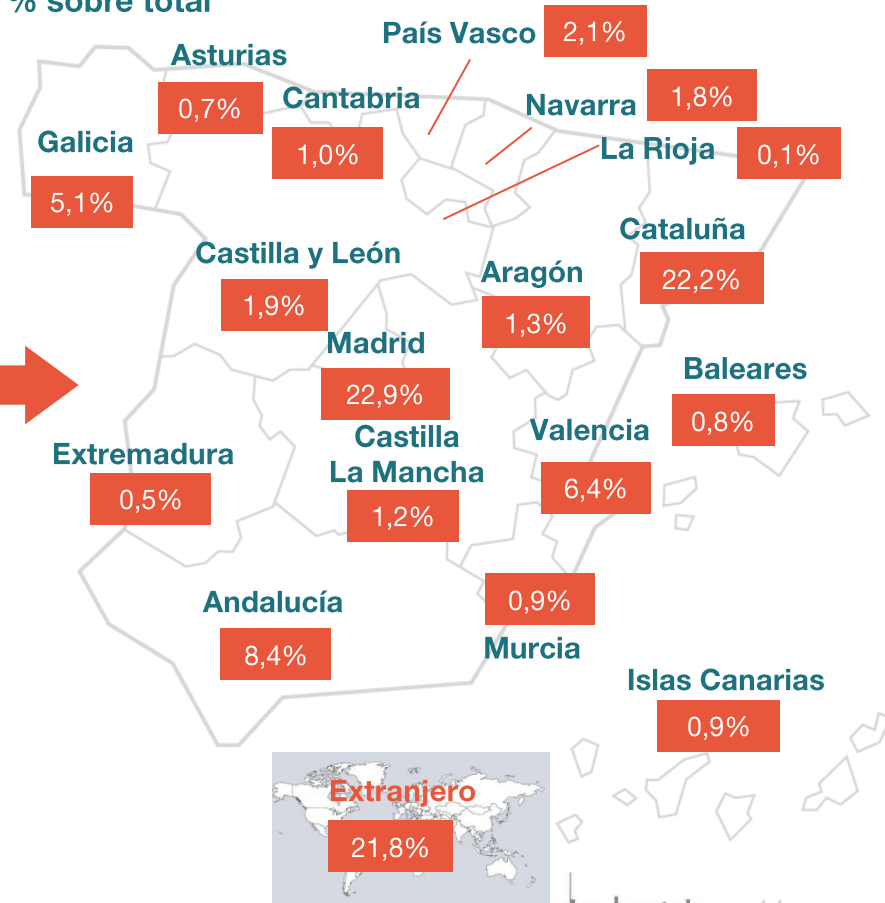 % sobre total
País Vasco
2,1%
Asturias
0,7%
Cantabria
1,0%
Navarra
1,8%
Galicia
5,1%
La Rioja
0,1%
Cataluña
22,2%
Castilla y León
1,9%
Aragón
1,3%
Madrid
22,9%
Baleares
0,8%
Castilla
La Mancha
1,2%
Valencia
6,4%
Extremadura
0,5%
Andalucía
8,4%
0,9%
Murcia
Islas Canarias
0,9%
Extranjero
21,8%